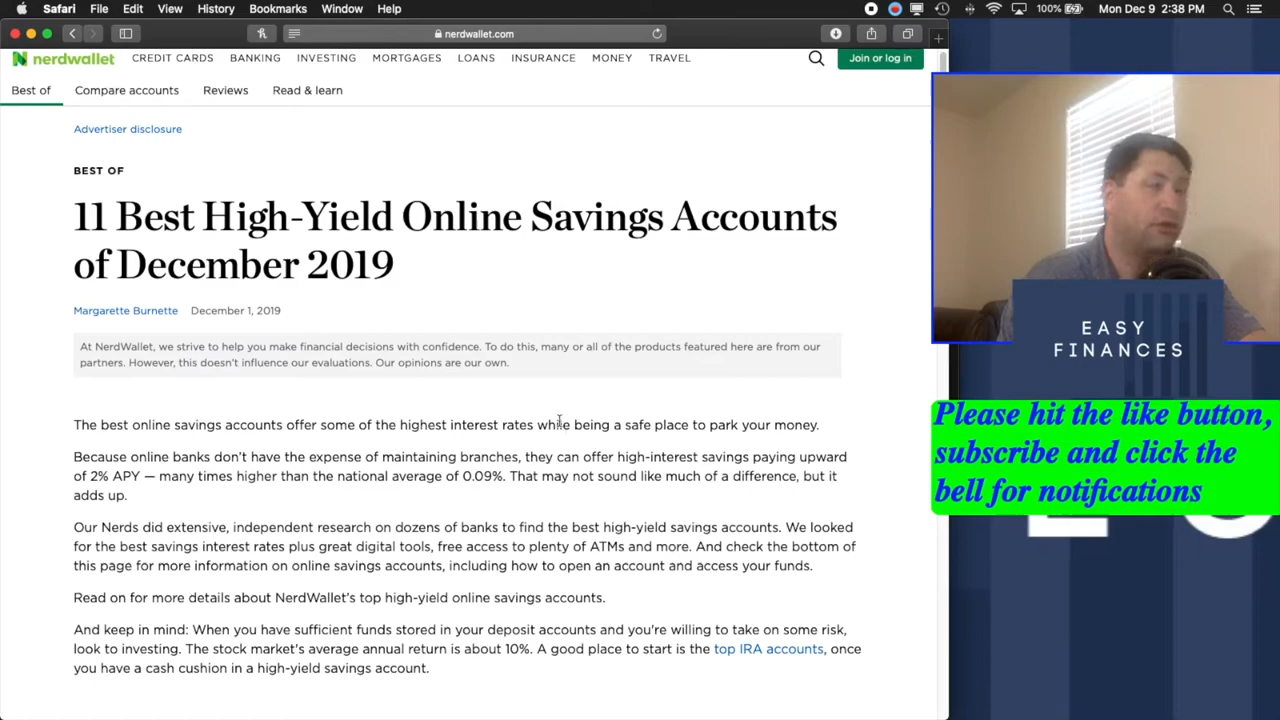 Safari File Edit View History Bookmarks Window Help 100% Mon Dec 9 2:38 PM
nerdwallet.com
nerdwallet CREDIT CARDS BANKING INVESTING MORTGAGES LOANS INSURANCE MONEY TRAVEL Join or log in
Best of Compare accounts Reviews Read & learn
Advertiser disclosure
BEST OF
11 Best High-Yield Online Savings Accounts
of December 2019
Margarette Burnette December 1, 2019
At NerdWallet, we strive to help you make financial decisions with confidence. To do this, many or all of the products featured here are from our
partners. However, this doesn't influence our evaluations. Our opinions are our own.
The best online savings accounts offer some of the highest interest rates while being a safe place to park your money.
Because online banks don't have the expense of maintaining branches, they can offer high-interest savings paying upward
of 2% APY — many times higher than the national average of 0.09%. That may not sound like much of a difference, but it
adds up.
Our Nerds did extensive, independent research on dozens of banks to find the best high-yield savings accounts. We looked
for the best savings interest rates plus great digital tools, free access to plenty of ATMs and more. And check the bottom of
this page for more information on online savings accounts, including how to open an account and access your funds.
Read on for more details about NerdWallet's top high-yield online savings accounts.
And keep in mind: When you have sufficient funds stored in your deposit accounts and you're willing to take on some risk,
look to investing. The stock market's average annual return is about 10%. A good place to start is the top IRA accounts, once
you have a cash cushion in a high-yield savings account.
EASY
FINANCES
Please hit the like button,
subscribe and click the
bell for notifications